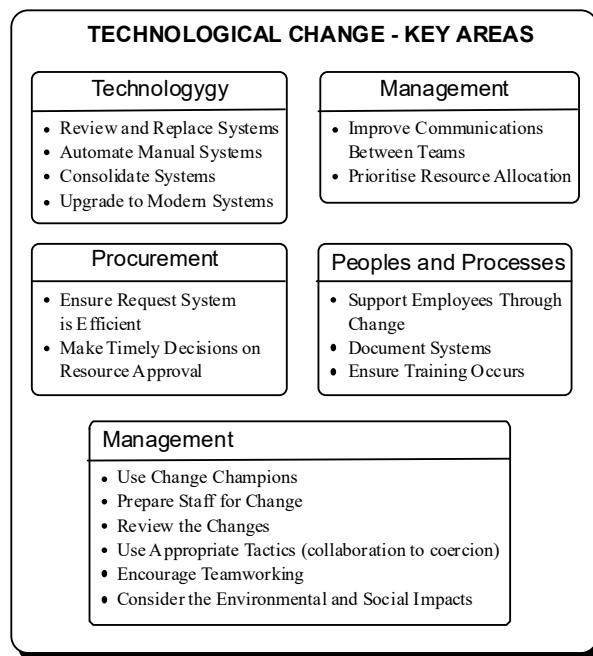 TECHNOLOGICAL CHANGE - KEY AREAS
Technologygy
• Review and Replace Systems
• Automate Manual Systems
• Consolidate Systems
• Upgrade to Modern Systems
Management
• Improve Communications
Between Teams
• Prioritise Resource Allocation
Procurement
• Ensure Request System
is Efficient
• Make Timely Decisions on
Resource Approval
Peoples and Processes
• Support Employees Through
Change
• Document Systems
• Ensure Training Occurs
Management
• Use Change Champions
• Prepare Staff for Change
• Review the Changes
• Use Appropriate Tactics (collaboration to coercion)
• Encourage Teamworking
• Consider the Environmental and Social Impacts